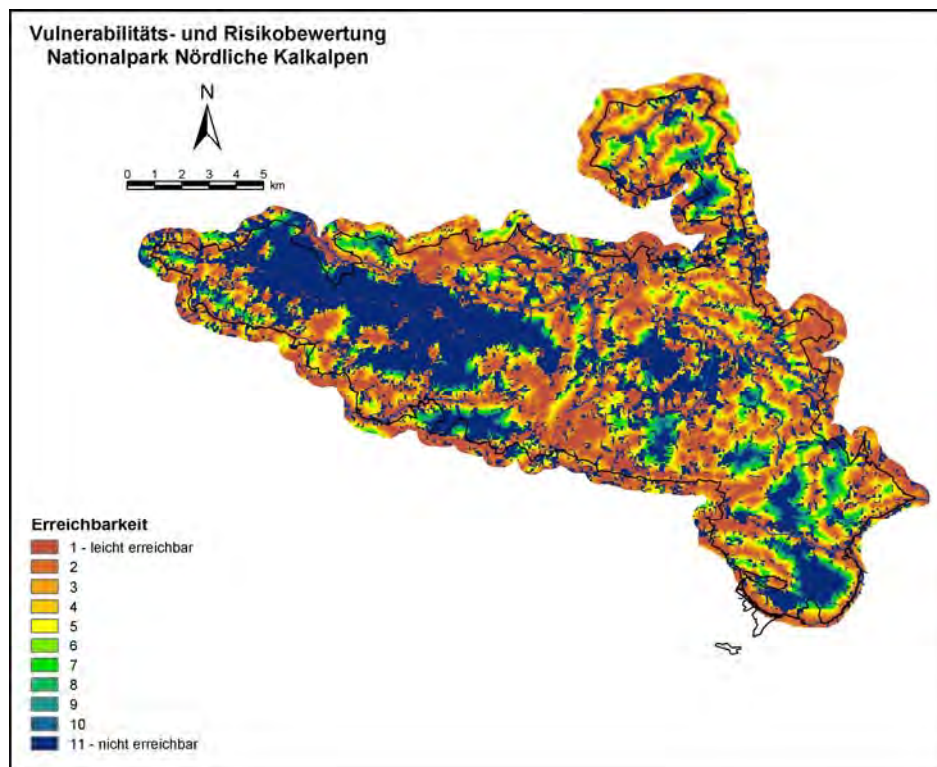 Vulnerabilitäts- und Risikobewertung
Nationalpark Nördliche Kalkalpen
N
0 1 2 3 4 5
km
Erreichbarkeit
1 - leicht erreichbar
2
3
4
5
6
7
8
9
10
11 - nicht erreichbar